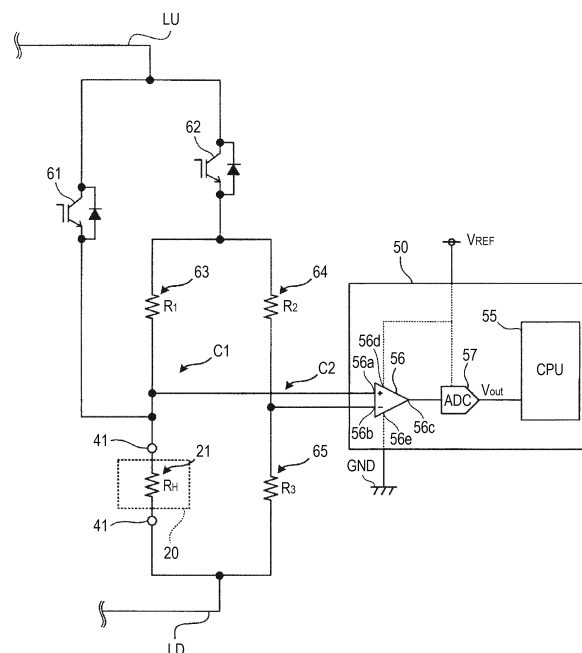 LU
62
61
63
64
R1
R2
50
VREF
55
56d
56
56a
57
C1
C2
CPU
ADC
Vout
56b
56c
56e
41
21
65
GND
RH
R3
41
20
LD